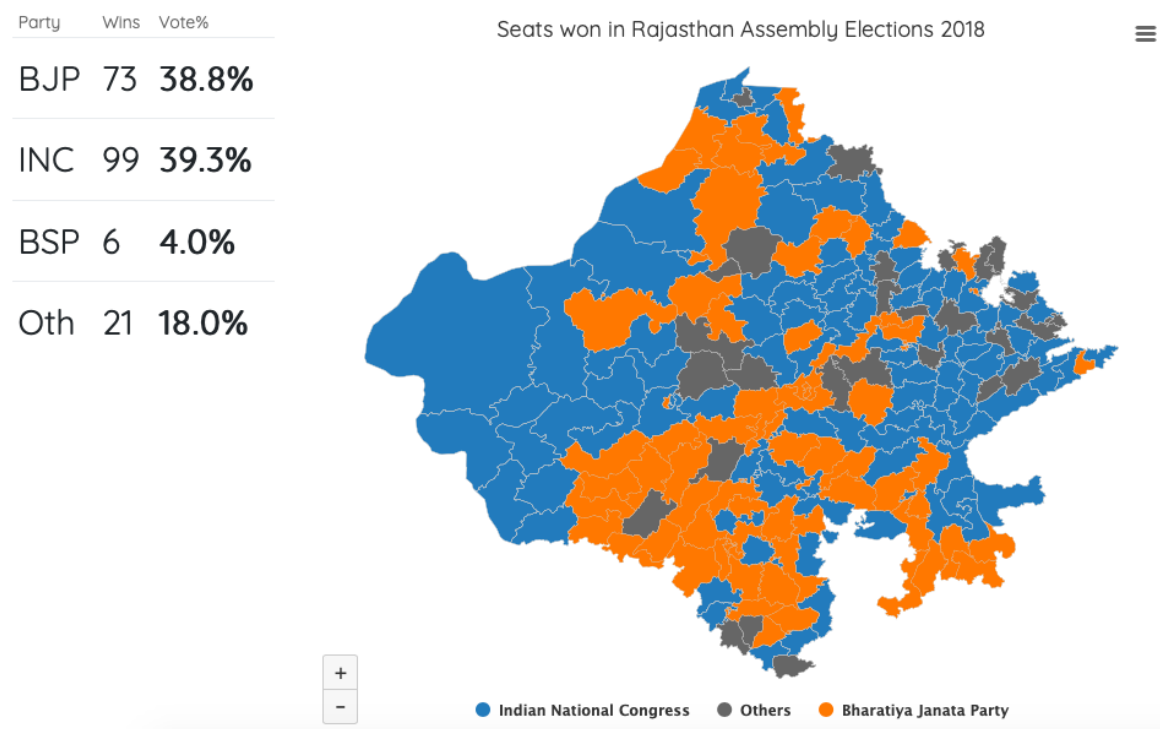 Party Wins Vote%
BJP 73 38.8%
INC 99 39.3%
BSP 6 4.0%
Oth 21 18.0%
Seats won in Rajasthan Assembly Elections 2018
+
−
Indian National Congress Others Bharatiya Janata Party